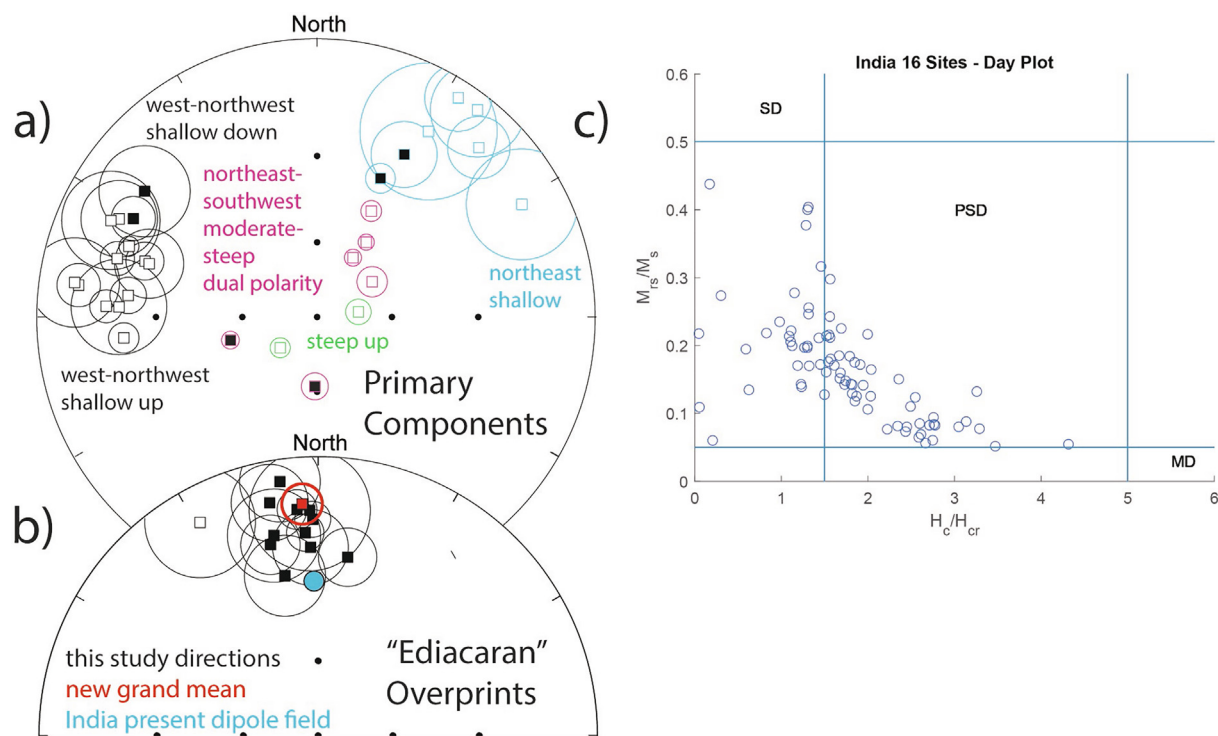 North
a)
west-northwest
shallow down
northeast-
southwest
moderate-
steep
dual polarity
northeast
shallow
steep up
west-northwest
shallow up
Primary
Components
North
b)
this study directions
new grand mean
India present dipole field
“Ediacaran”
Overprints
c)
India 16 Sites - Day Plot
0.6
0.5
0.4
0.3
0.2
0.1
0
SD
PSD
MD
Mrs/Ms
0 1 2 3 4 5 6
Hc/Hcr